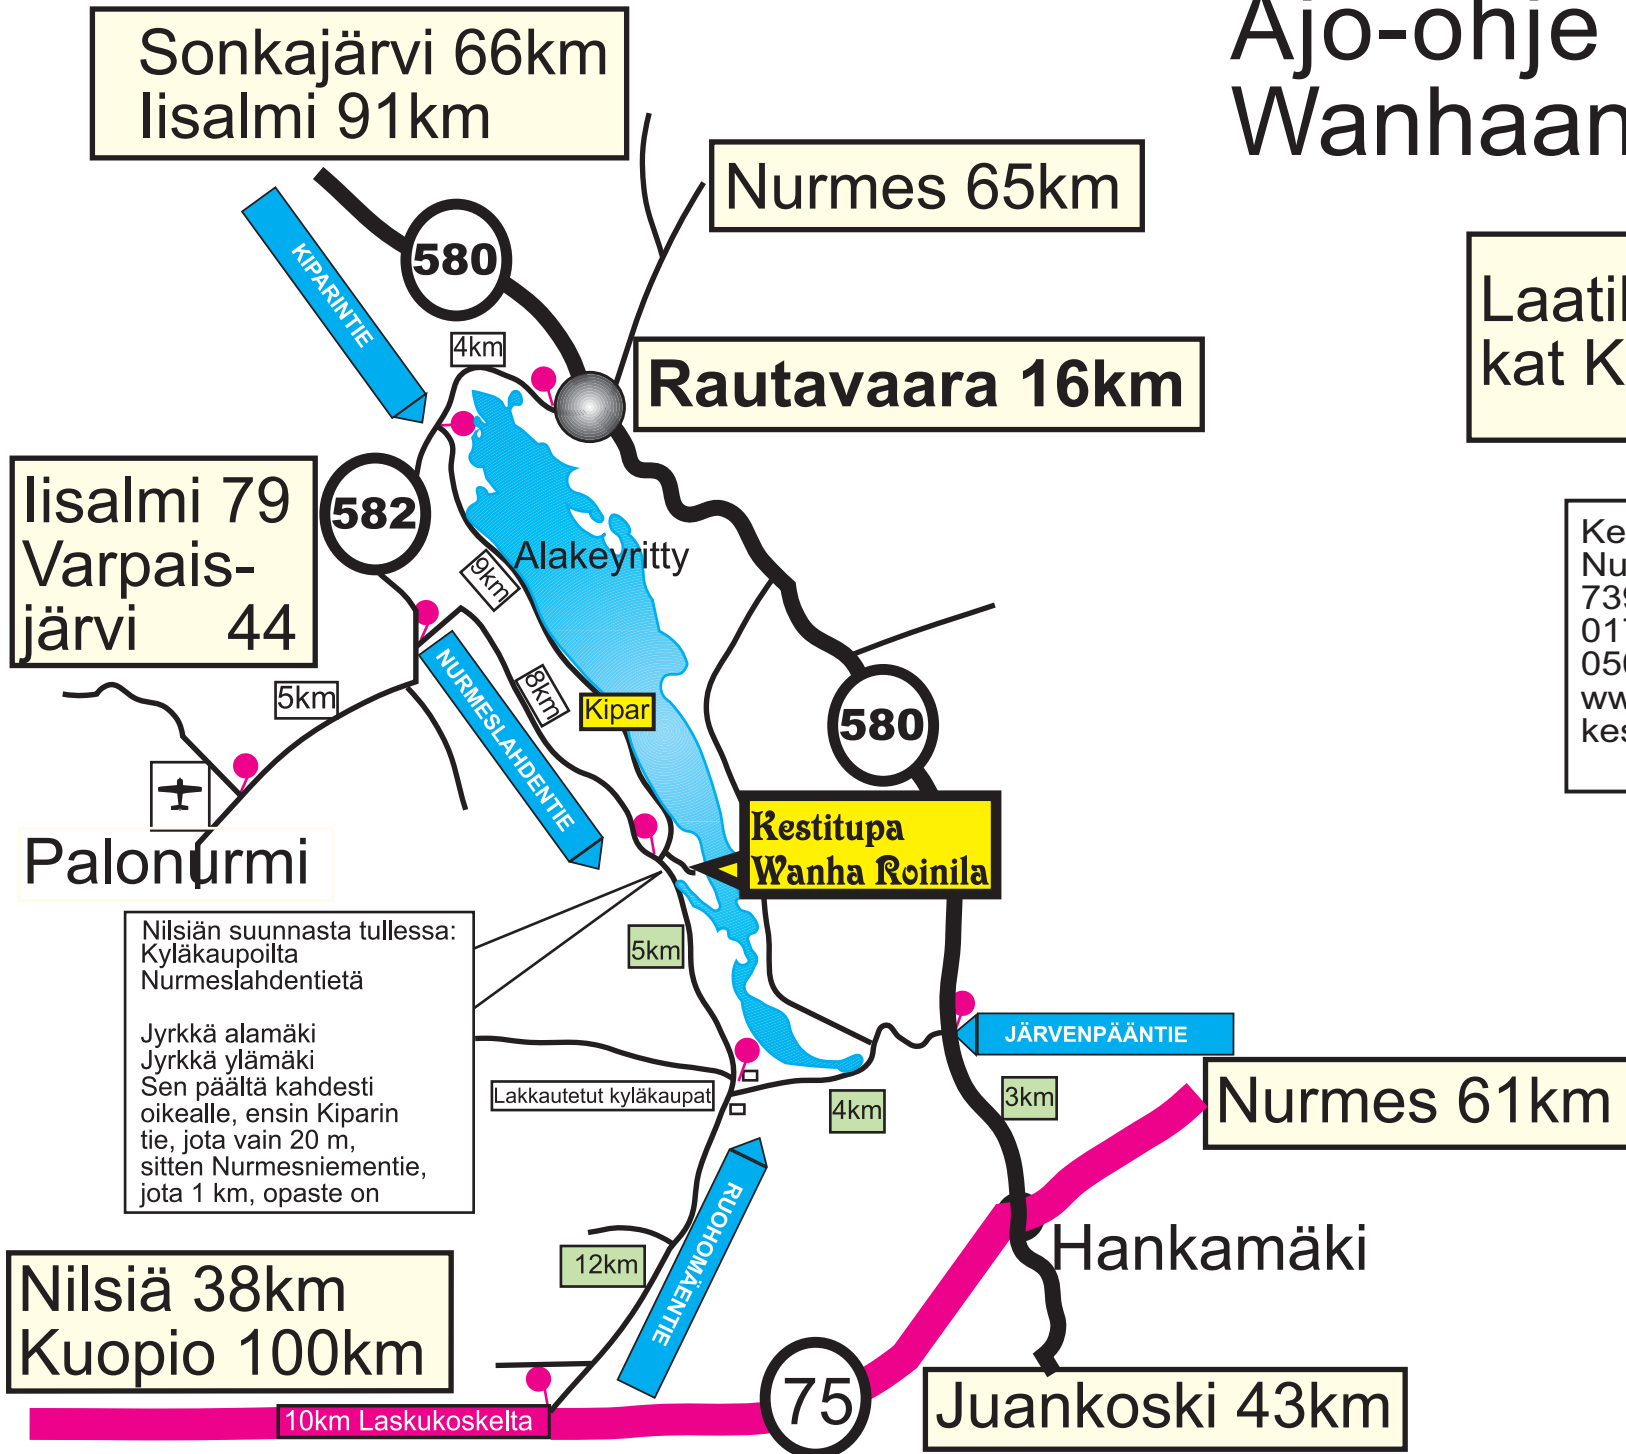 Ajo-ohje
Wanhaan
Sonkajärvi 66km
Iisalmi 91km
Nurmes 65km
580
KIPARINTIE
4km
Rautavaara 16km
Iisalmi 79
Varpais-
järvi 44
582
Alakeyritty
9km
NURMESLAHDENTIE
8km
Kipar
5km
580
Palonurmi
Kestitupa
Wanha Roinila
Nilsiän suunnasta tullessa:
Kyläkaupoilta
Nurmeslahdentietä
Jyrkkä alamäki
Jyrkkä ylämäki
Sen päältä kahdesti
oikealle, ensin Kiparin
tie, jota vain 20 m,
sitten Nurmesniementie,
jota 1 km, opaste on
5km
JÄRVENPÄÄNTIE
Lakkautetut kyläkaupat
4km
3km
Nurmes 61km
RUOHOMÄENTIE
12km
Hankamäki
Nilsiä 38km
Kuopio 100km
10km Laskukoskelta
75
Juankoski 43km
kat K
739
017